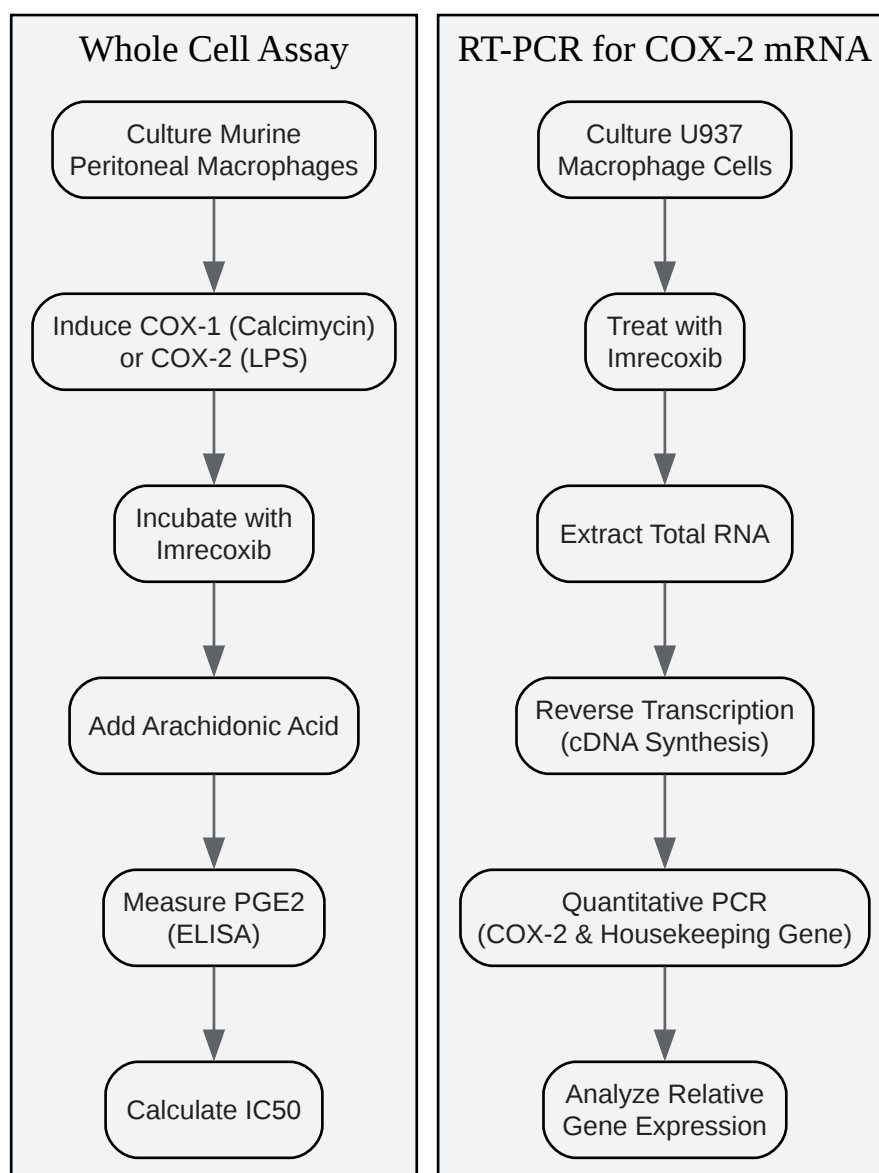 Whole Cell Assay
Culture Murine
Peritoneal Macrophages
Induce COX-1 (Calcimycin)
or COX-2 (LPS)
Incubate with
Imrecoxib
Add Arachidonic Acid
Measure PGE2
(ELISA)
Calculate IC50
RT-PCR for COX-2 mRNA
Culture U937
Macrophage Cells
Treat with
Imrecoxib
Extract Total RNA
Reverse Transcription
(cDNA Synthesis)
Quantitative PCR
(COX-2 & Housekeeping Gene)
Analyze Relative
Gene Expression